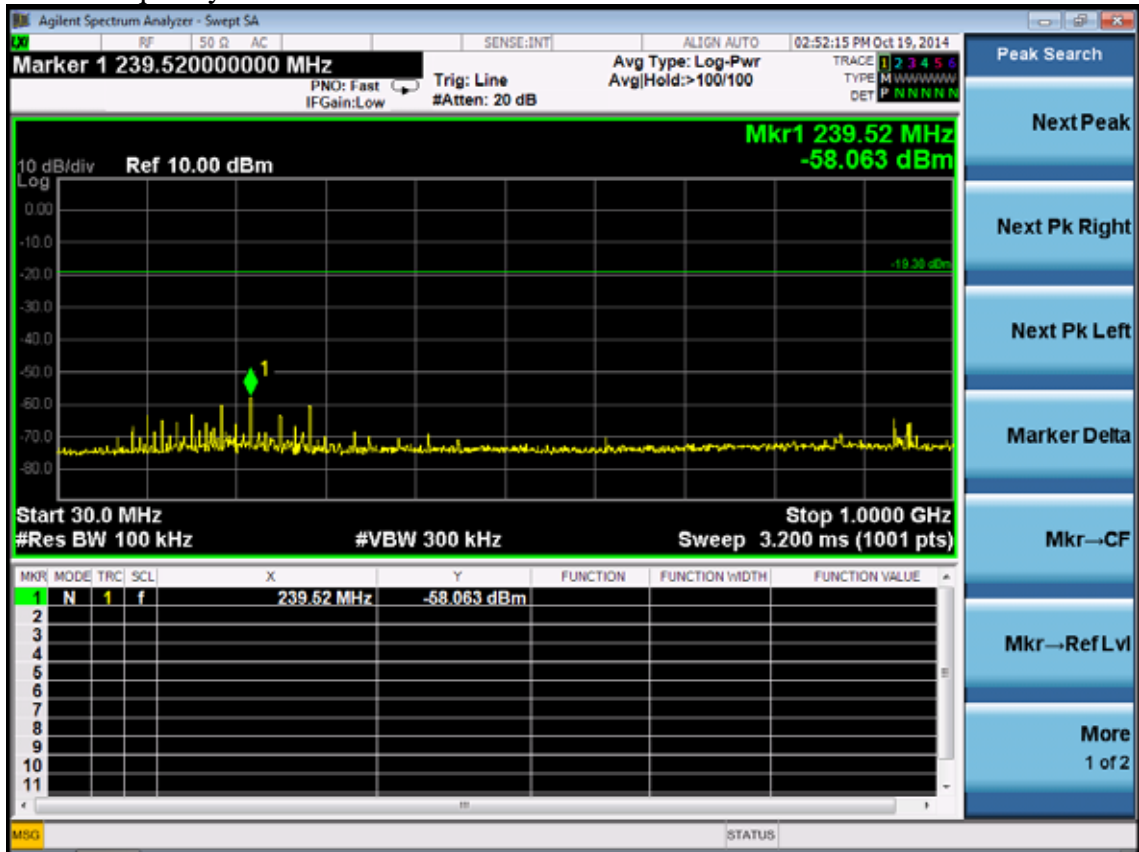 Agilent Spectrum Analyzer - Swept SA
LXI RF 50 Ω AC SENSE:INT ALIGN AUTO 02:52:15 PM Oct 19, 2014
Marker 1 239.520000000 MHz
PNO: Fast
IFGain:Low
Trig: Line
#Atten: 20 dB
Avg Type: Log-Pwr
Avg|Hold:>100/100
TRACE 1 2 3 4 5 6
TYPE M WWWWW
DET P N N N N N
Mkr1 239.52 MHz
-58.063 dBm
10 dB/div Ref 10.00 dBm
Log
0.00
-10.0
-19.30 dBm
-20.0
-30.0
-40.0
1
-50.0
-60.0
-70.0
-80.0
Start 30.0 MHz Stop 1.0000 GHz
#Res BW 100 kHz #VBW 300 kHz Sweep 3.200 ms (1001 pts)
MKR MODE TRC SCL X Y FUNCTION FUNCTION WIDTH FUNCTION VALUE
1 N 1 f 239.52 MHz -58.063 dBm
2
3
4
5
6
7
8
9
10
11
MSG STATUS
Peak Search
Next Peak
Next Pk Right
Next Pk Left
Marker Delta
Mkr→CF
Mkr→Ref Lvl
More
1 of 2